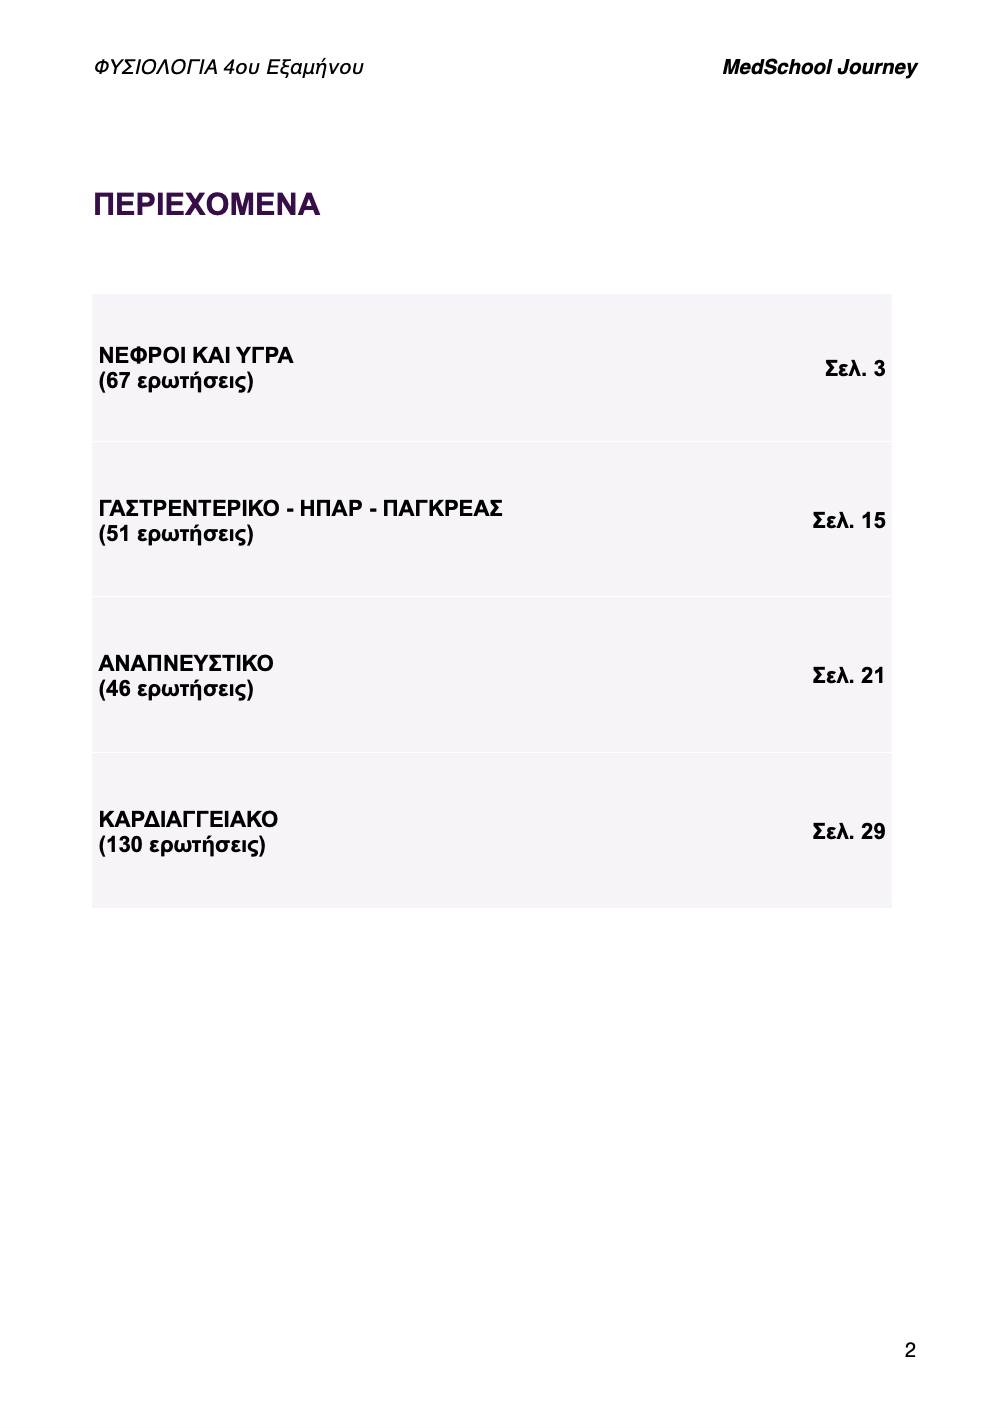 ΦΥΣΙΟΛΟΓΙΑ 4ου Εξαμήνου
MedSchool Journey
ΠΕΡΙΕΧΟΜΕΝΑ
ΝΕΦΡΟΙ ΚΑΙ ΥΓΡΑ
(67 ερωτήσεις)
Σελ. 3
ΓΑΣΤΡΕΝΤΕΡΙΚΟ - ΗΠΑΡ - ΠΑΓΚΡΕΑΣ
(51 ερωτήσεις)
Σελ. 15
ΑΝΑΠΝΕΥΣΤΙΚΟ
(46 ερωτήσεις)
Σελ. 21
ΚΑΡΔΙΑΓΓΕΙΑΚΟ
(130 ερωτήσεις)
Σελ. 29
2